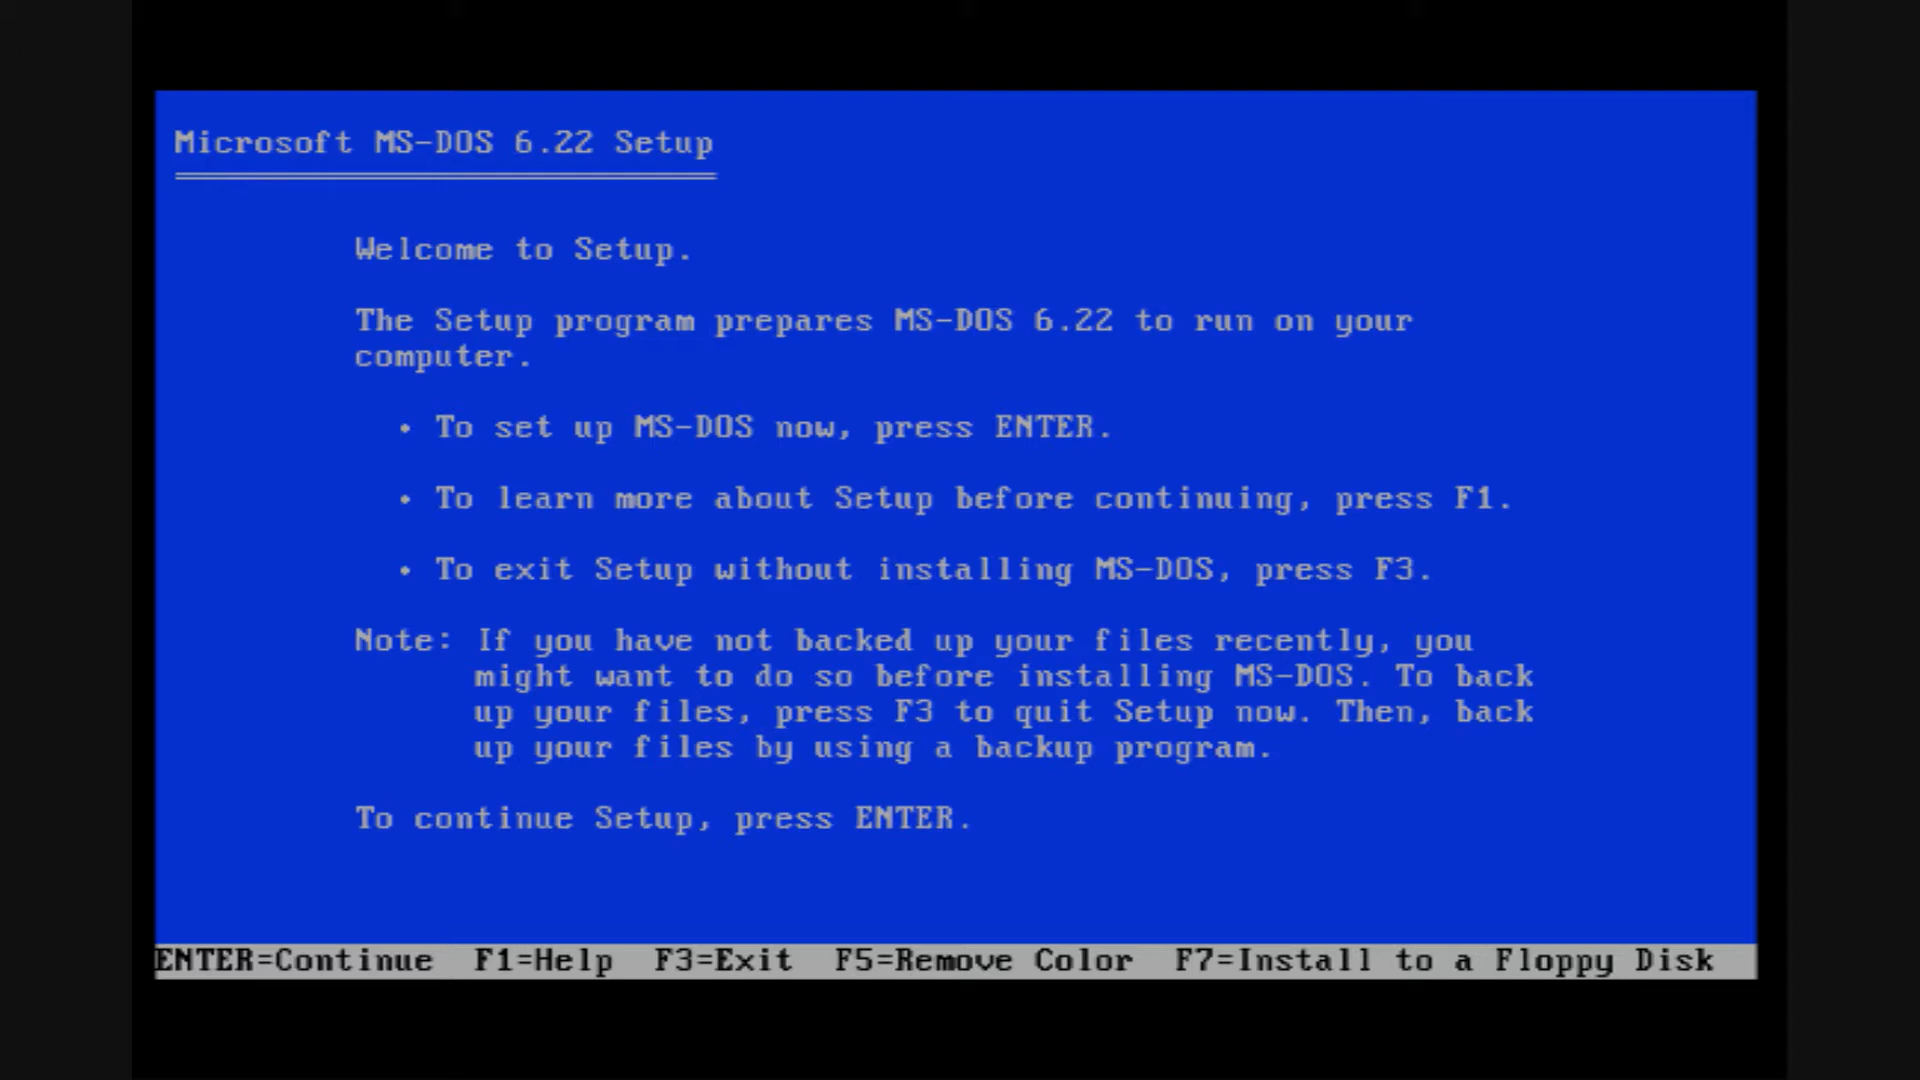 Microsoft MS-DOS 6.22 Setup
Welcome to Setup.
The Setup program prepares MS-DOS 6.22 to run on your
computer.
• To set up MS-DOS now, press ENTER.
• To learn more about Setup before continuing, press F1.
• To exit Setup without installing MS-DOS, press F3.
Note: If you have not backed up your files recently, you
might want to do so before installing MS-DOS. To back
up your files, press F3 to quit Setup now. Then, back
up your files by using a backup program.
To continue Setup, press ENTER.
ENTER=Continue  F1=Help  F3=Exit  F5=Remove Color  F7=Install to a Floppy Disk